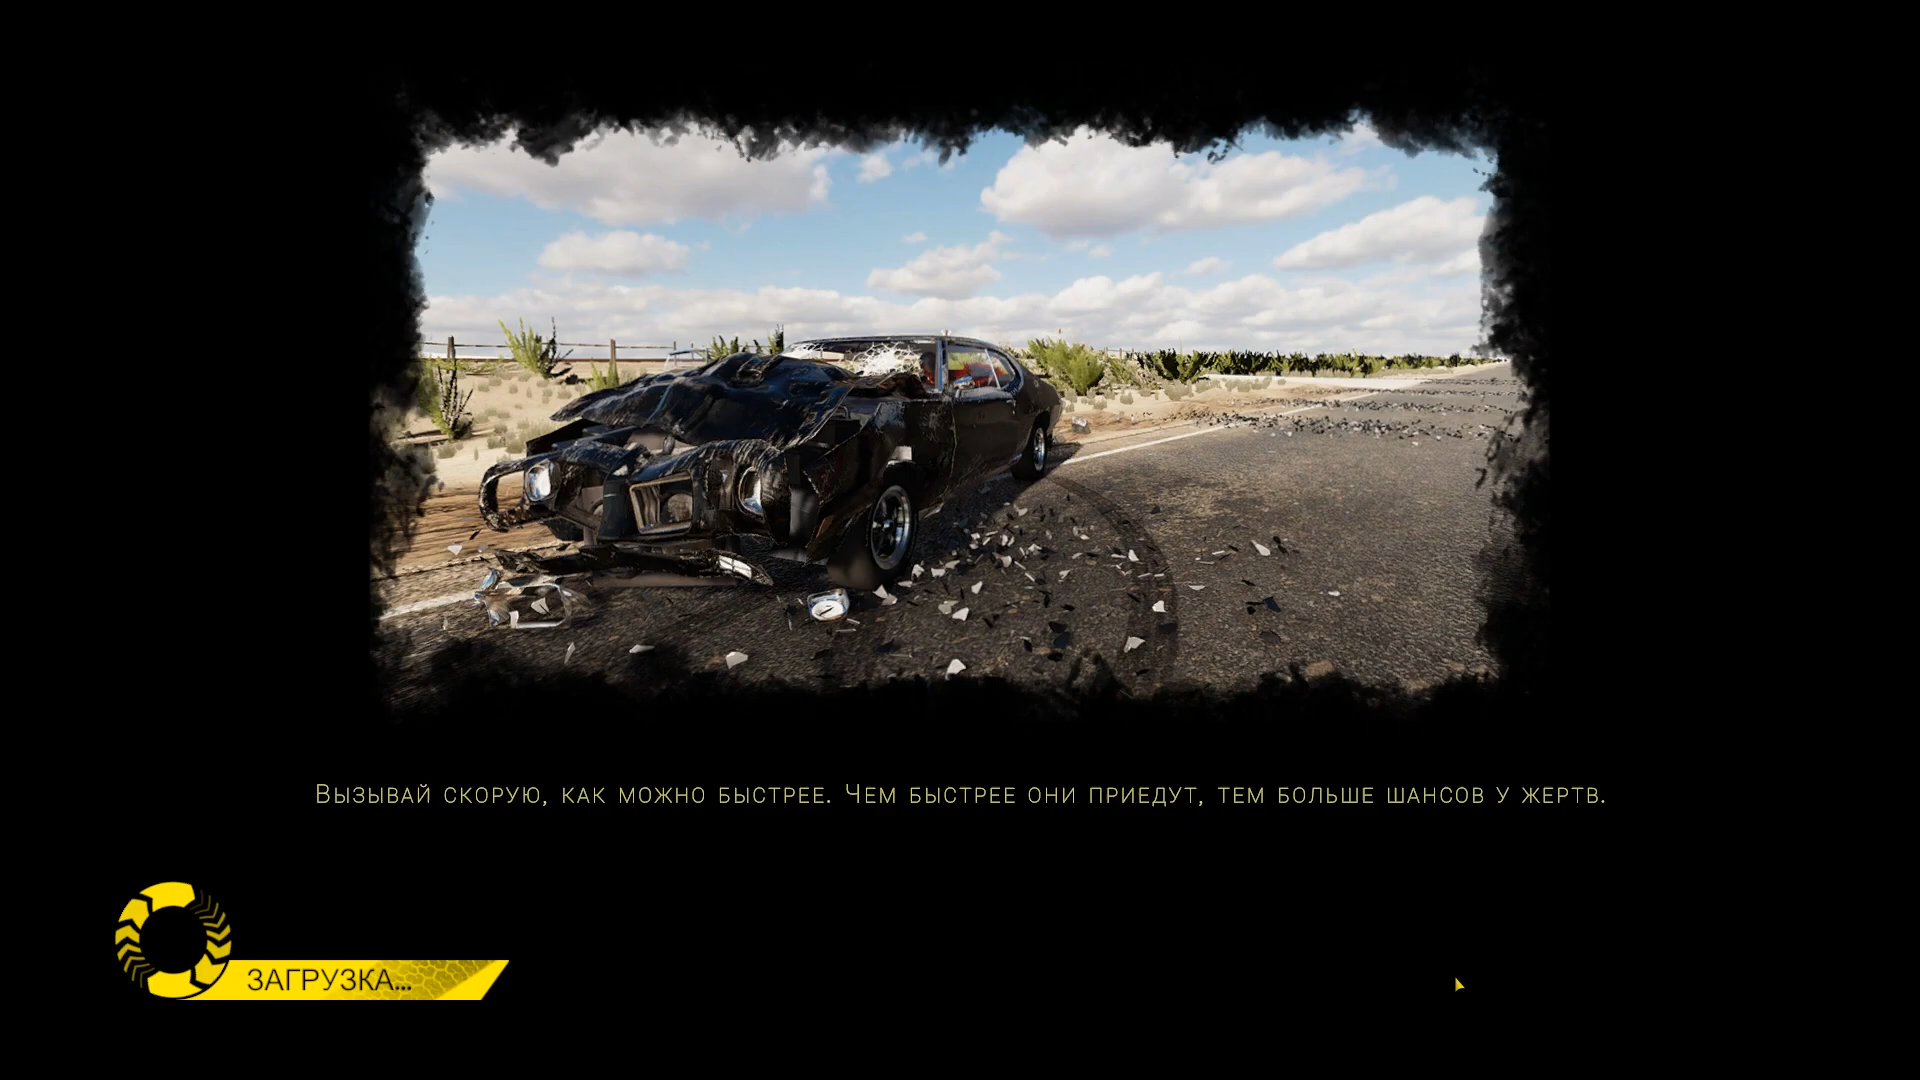 Вызывай скорую, как можно быстрее. Чем быстрее они приедут, тем больше шансов у жертв.
ЗАГРУЗКА...